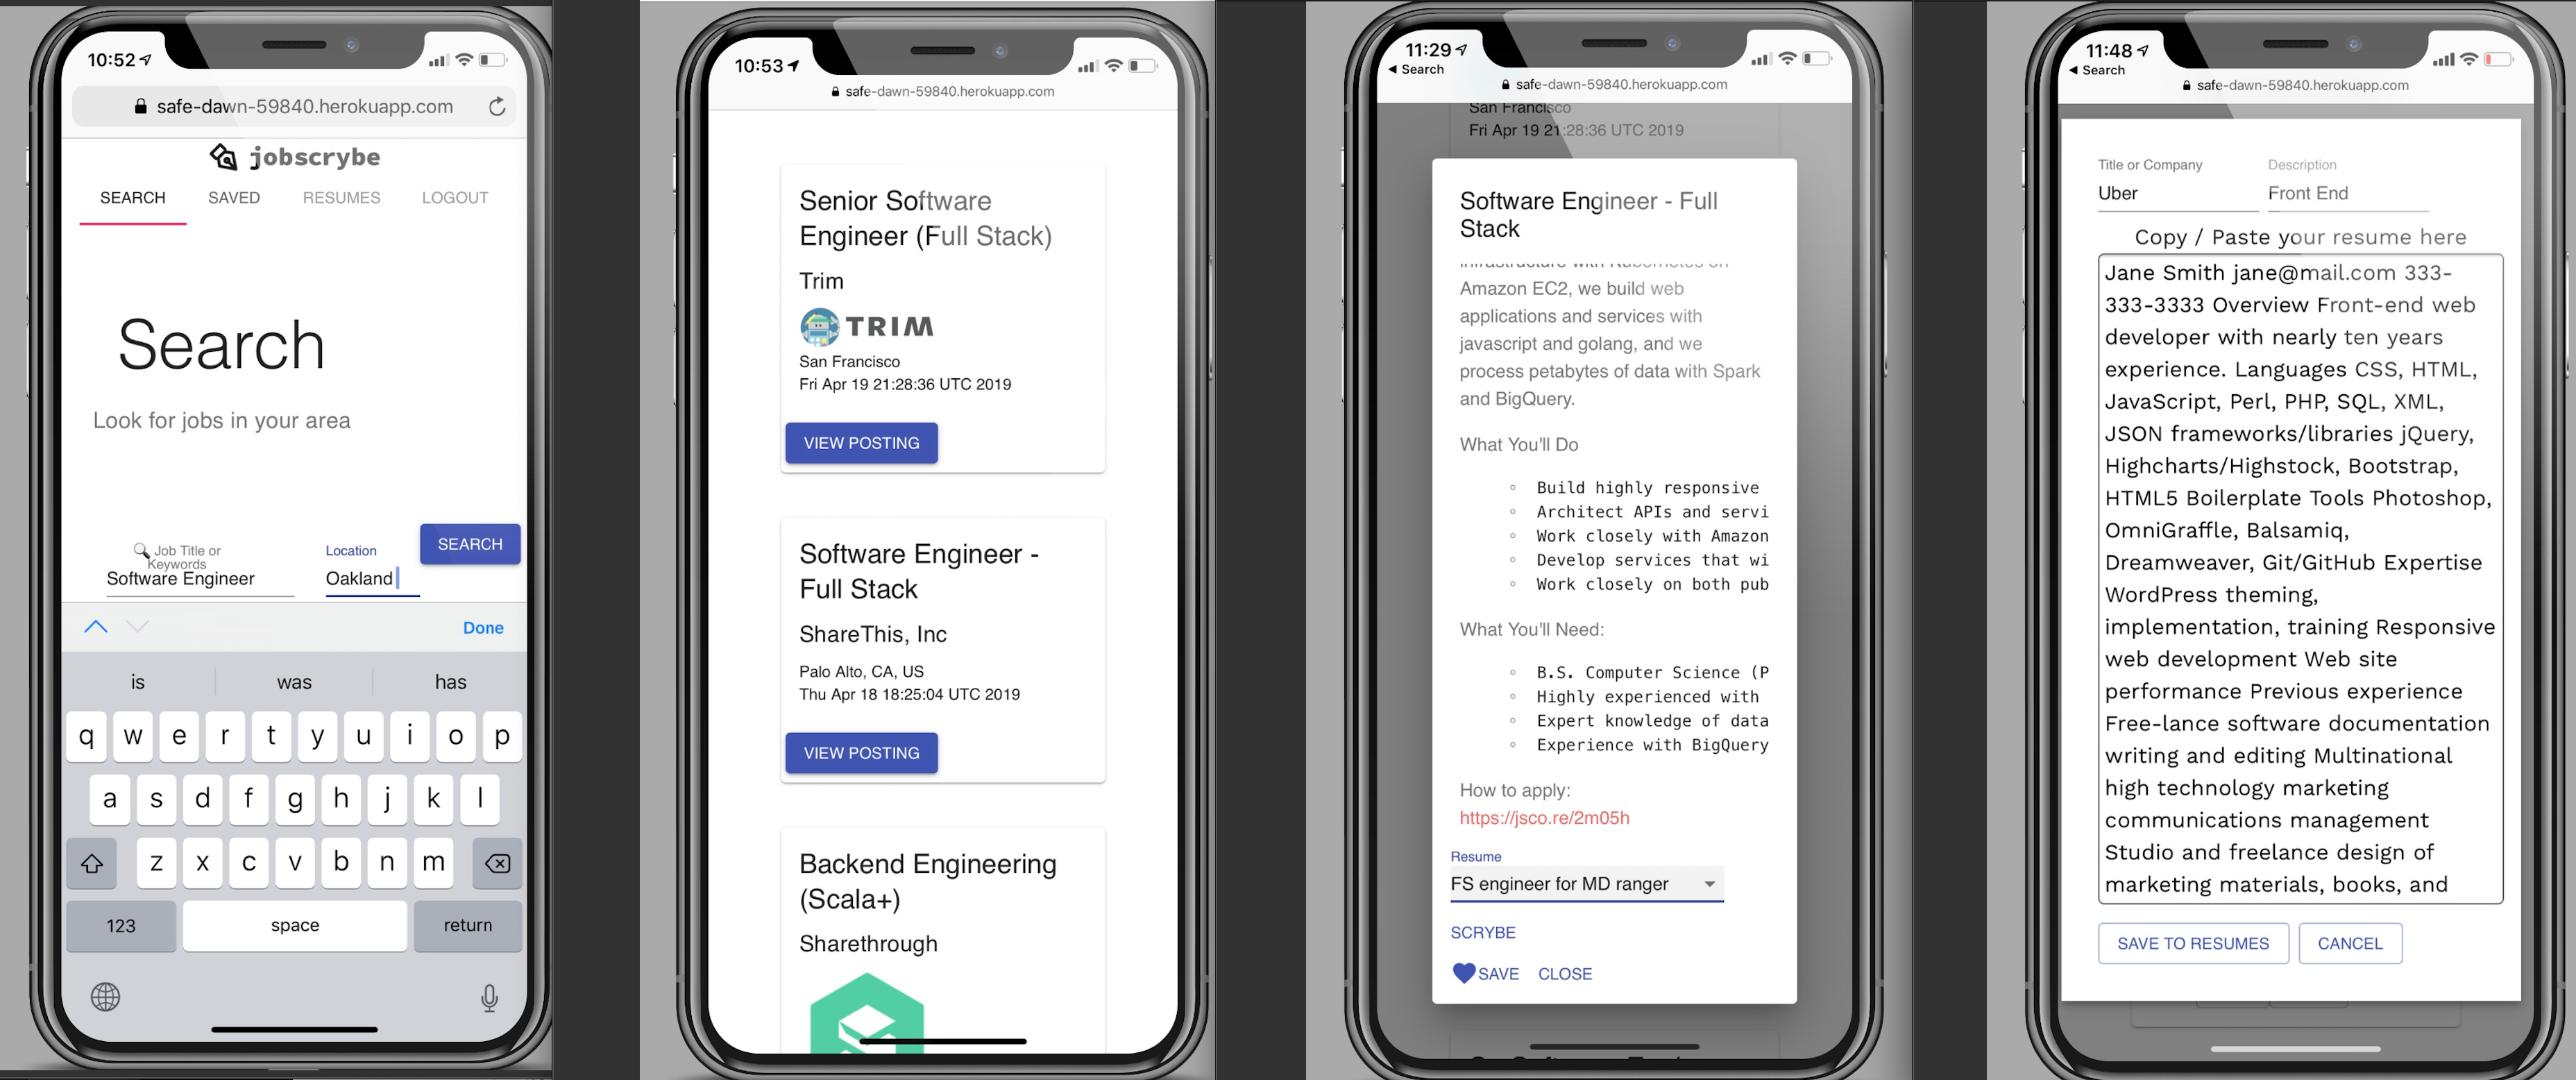 10:52
safe-dawn-59840.herokuapp.com
jobscrybe
SEARCH SAVED RESUMES LOGOUT
Search
Look for jobs in your area
Job Title or
Keywords
Software Engineer
Location
Oakland
SEARCH
Done
is was has
q w e r t y u i o p
a s d f g h j k l
z x c v b n m
123 space return
10:53
safe-dawn-59840.herokuapp.com
Senior Software
Engineer (Full Stack)
Trim
TRIM
San Francisco
Fri Apr 19 21:28:36 UTC 2019
VIEW POSTING
Software Engineer -
Full Stack
ShareThis, Inc
Palo Alto, CA, US
Thu Apr 18 18:25:04 UTC 2019
VIEW POSTING
Backend Engineering
(Scala+)
Sharethrough
11:29
Search
safe-dawn-59840.herokuapp.com
San Francisco
Fri Apr 19 21:28:36 UTC 2019
Software Engineer - Full
Stack
infrastructure with Kubernetes on
Amazon EC2, we build web
applications and services with
javascript and golang, and we
process petabytes of data with Spark
and BigQuery.
What You'll Do
Build highly responsive
Architect APIs and servi
Work closely with Amazon
Develop services that wi
Work closely on both pub
What You'll Need:
B.S. Computer Science (P
Highly experienced with
Expert knowledge of data
Experience with BigQuery
How to apply:
https://jsco.re/2m05h
Resume
FS engineer for MD ranger
SCRYBE
SAVE CLOSE
11:48
Search
safe-dawn-59840.herokuapp.com
Title or Company
Uber
Description
Front End
Copy / Paste your resume here
Jane Smith jane@mail.com 333-
333-3333 Overview Front-end web
developer with nearly ten years
experience. Languages CSS, HTML,
JavaScript, Perl, PHP, SQL, XML,
JSON frameworks/libraries jQuery,
Highcharts/Highstock, Bootstrap,
HTML5 Boilerplate Tools Photoshop,
OmniGraffle, Balsamiq,
Dreamweaver, Git/GitHub Expertise
WordPress theming,
implementation, training Responsive
web development Web site
performance Previous experience
Free-lance software documentation
writing and editing Multinational
high technology marketing
communications management
Studio and freelance design of
marketing materials, books, and
SAVE TO RESUMES CANCEL